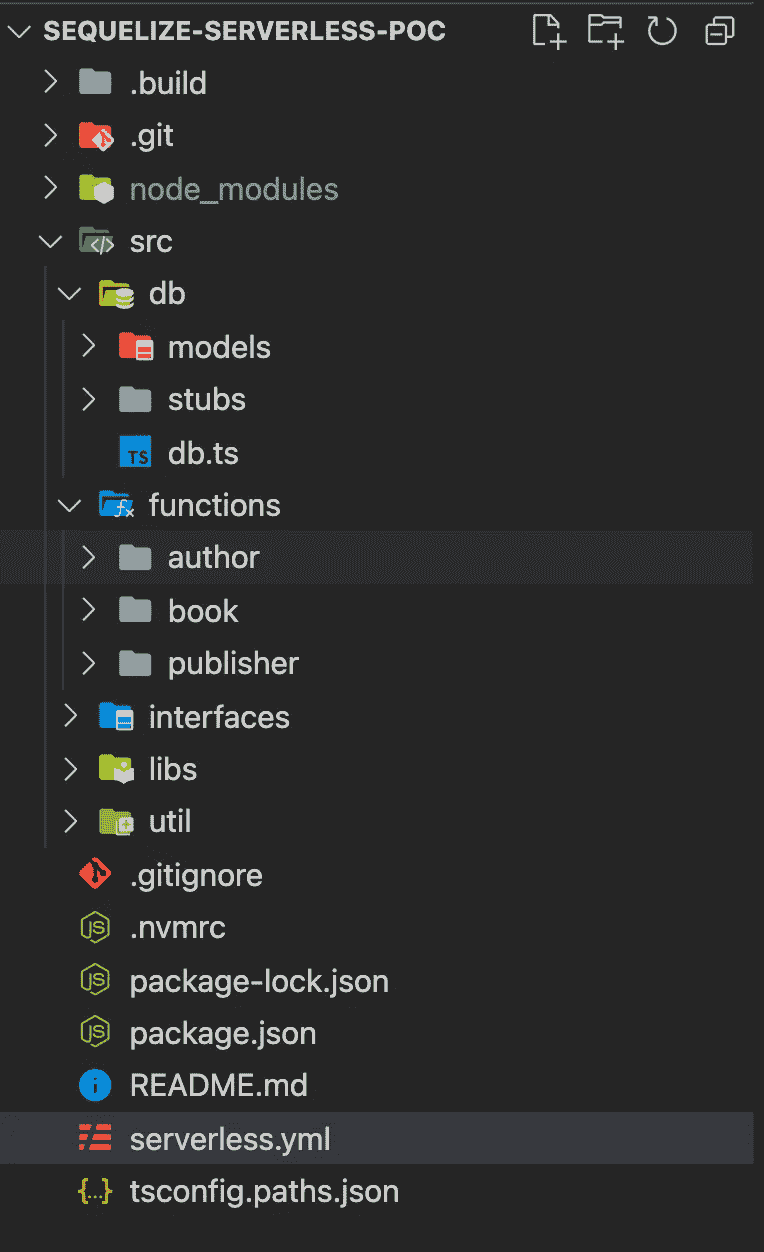 SEQUELIZE-SERVERLESS-POC
.build
.git
node_modules
src
db
models
stubs
TS db.ts
functions
author
book
publisher
interfaces
libs
util
.gitignore
JS .nvmrc
JS package-lock.json
JS package.json
i README.md
serverless.yml
{...} tsconfig.paths.json